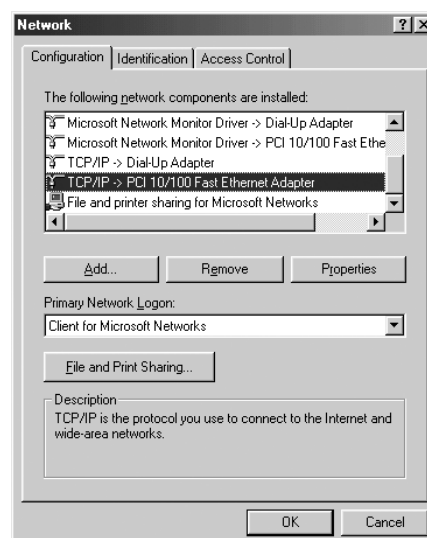 Network
Configuration Identification Access Control
The following network components are installed:
Microsoft Network Monitor Driver -> Dial-Up Adapter
Microsoft Network Monitor Driver -> PCI 10/100 Fast Ethe
TCP/IP -> Dial-Up Adapter
TCP/IP -> PCI 10/100 Fast Ethernet Adapter
File and printer sharing for Microsoft Networks
Add... Remove Properties
Primary Network Logon:
Client for Microsoft Networks
File and Print Sharing...
Description
TCP/IP is the protocol you use to connect to the Internet and
wide-area networks.
OK Cancel